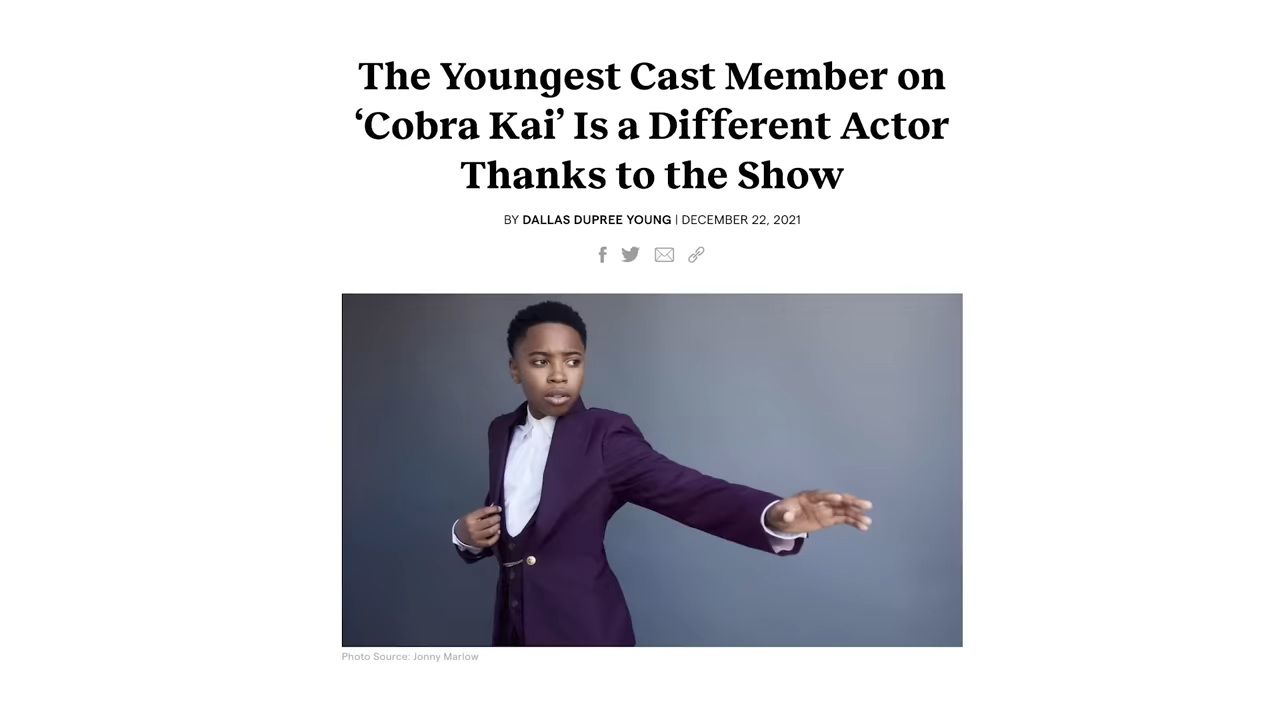 The Youngest Cast Member on
‘Cobra Kai’ Is a Different Actor
Thanks to the Show
BY DALLAS DUPREE YOUNG | DECEMBER 22, 2021
Photo Source: Jonny Marlow